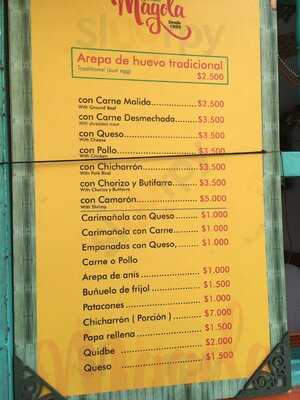 Magola
Desde
Arepa de huevo tradicional
Traditional (just egg)
$2.500
con Carne Molida..................$2.500
With Ground Beef
con Carne Desmechada.......$3.500
With shredded meat
con Queso..............................$3.500
With Cheese
con Pollo................................$3.500
With Chicken
con Chicharrón.....................$3.500
With Pork Rind
con Chorizo y Butifarra.........$3.500
With Chorizo y Butifarra
con Camarón.........................$5.000
With Shrimp
Carimañola con Queso.........$1.000
Carimañola con Carne..........$1.000
Empanadas con Queso,........$1.000
Carne o Pollo
Arepa de anis.......................$1.000
Buñuelo de frijol...................$1.500
Patacones............................$1.000
Chicharrón ( Porción )..........$7.000
Papa rellena.........................$1.500
Quidbe .................................$2.000
Queso ..................................$1.500